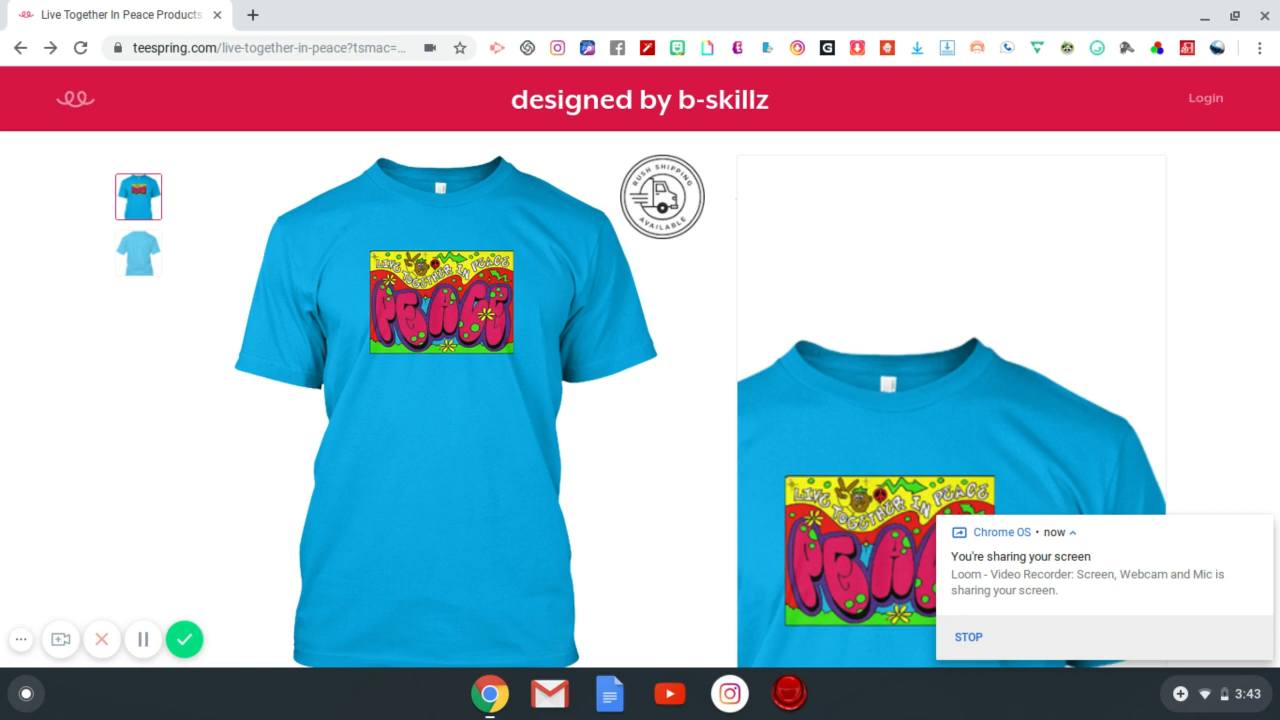 Live Together In Peace Products
teespring.com/live-together-in-peace?tsmac=...
designed by b-skillz
Login
RUSH SHIPPING
AVAILABLE
LIVE TOGETHER IN PEACE
PEACE
LIVE TOGETHER IN PEACE
PEA
Chrome OS • now
You're sharing your screen
Loom - Video Recorder: Screen, Webcam and Mic is
sharing your screen.
STOP
3:43